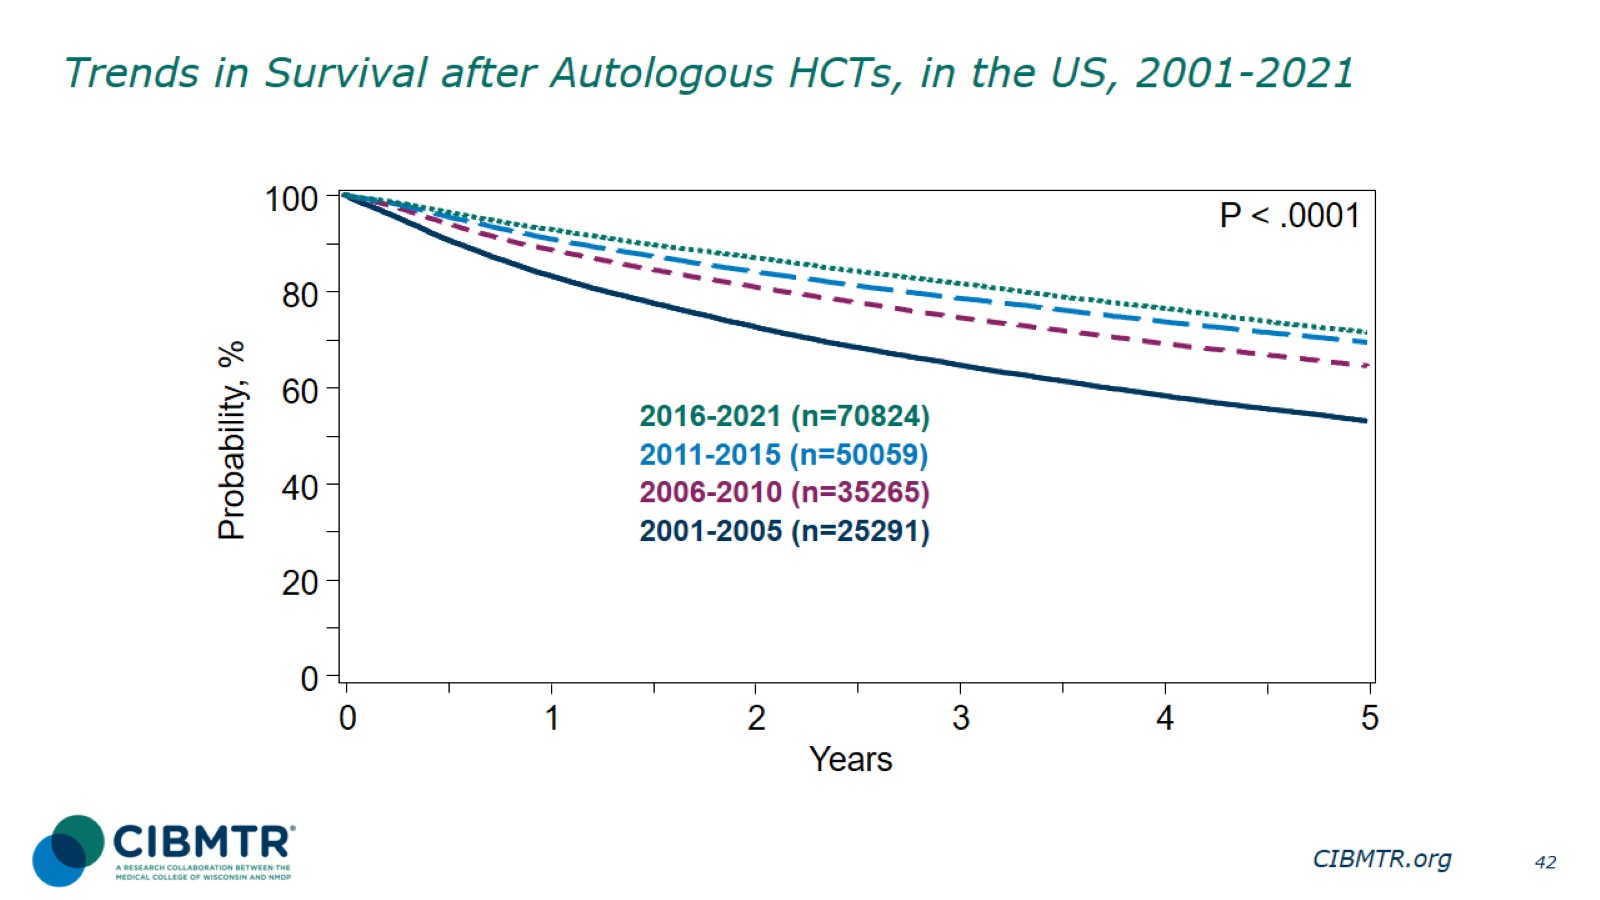 Trends in Survival after Autologous HCTs, in the US, 2001-2021
P < .0001
100
80
60
40
20
0
Probability, %
2016-2021 (n=70824)
2011-2015 (n=50059)
2006-2010 (n=35265)
2001-2005 (n=25291)
0 1 2 3 4 5
Years
CIBMTR®
A RESEARCH COLLABORATION BETWEEN THE
MEDICAL COLLEGE OF WISCONSIN AND NMDP
CIBMTR.org
42